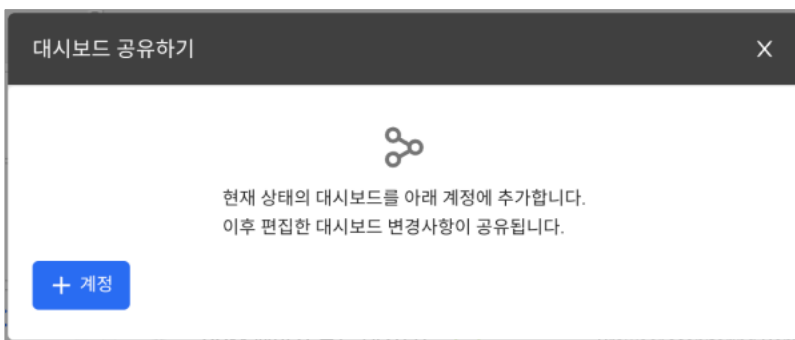 대시보드 공유하기
현재 상태의 대시보드를 아래 계정에 추가합니다.
이후 편집한 대시보드 변경사항이 공유됩니다.
+ 계정